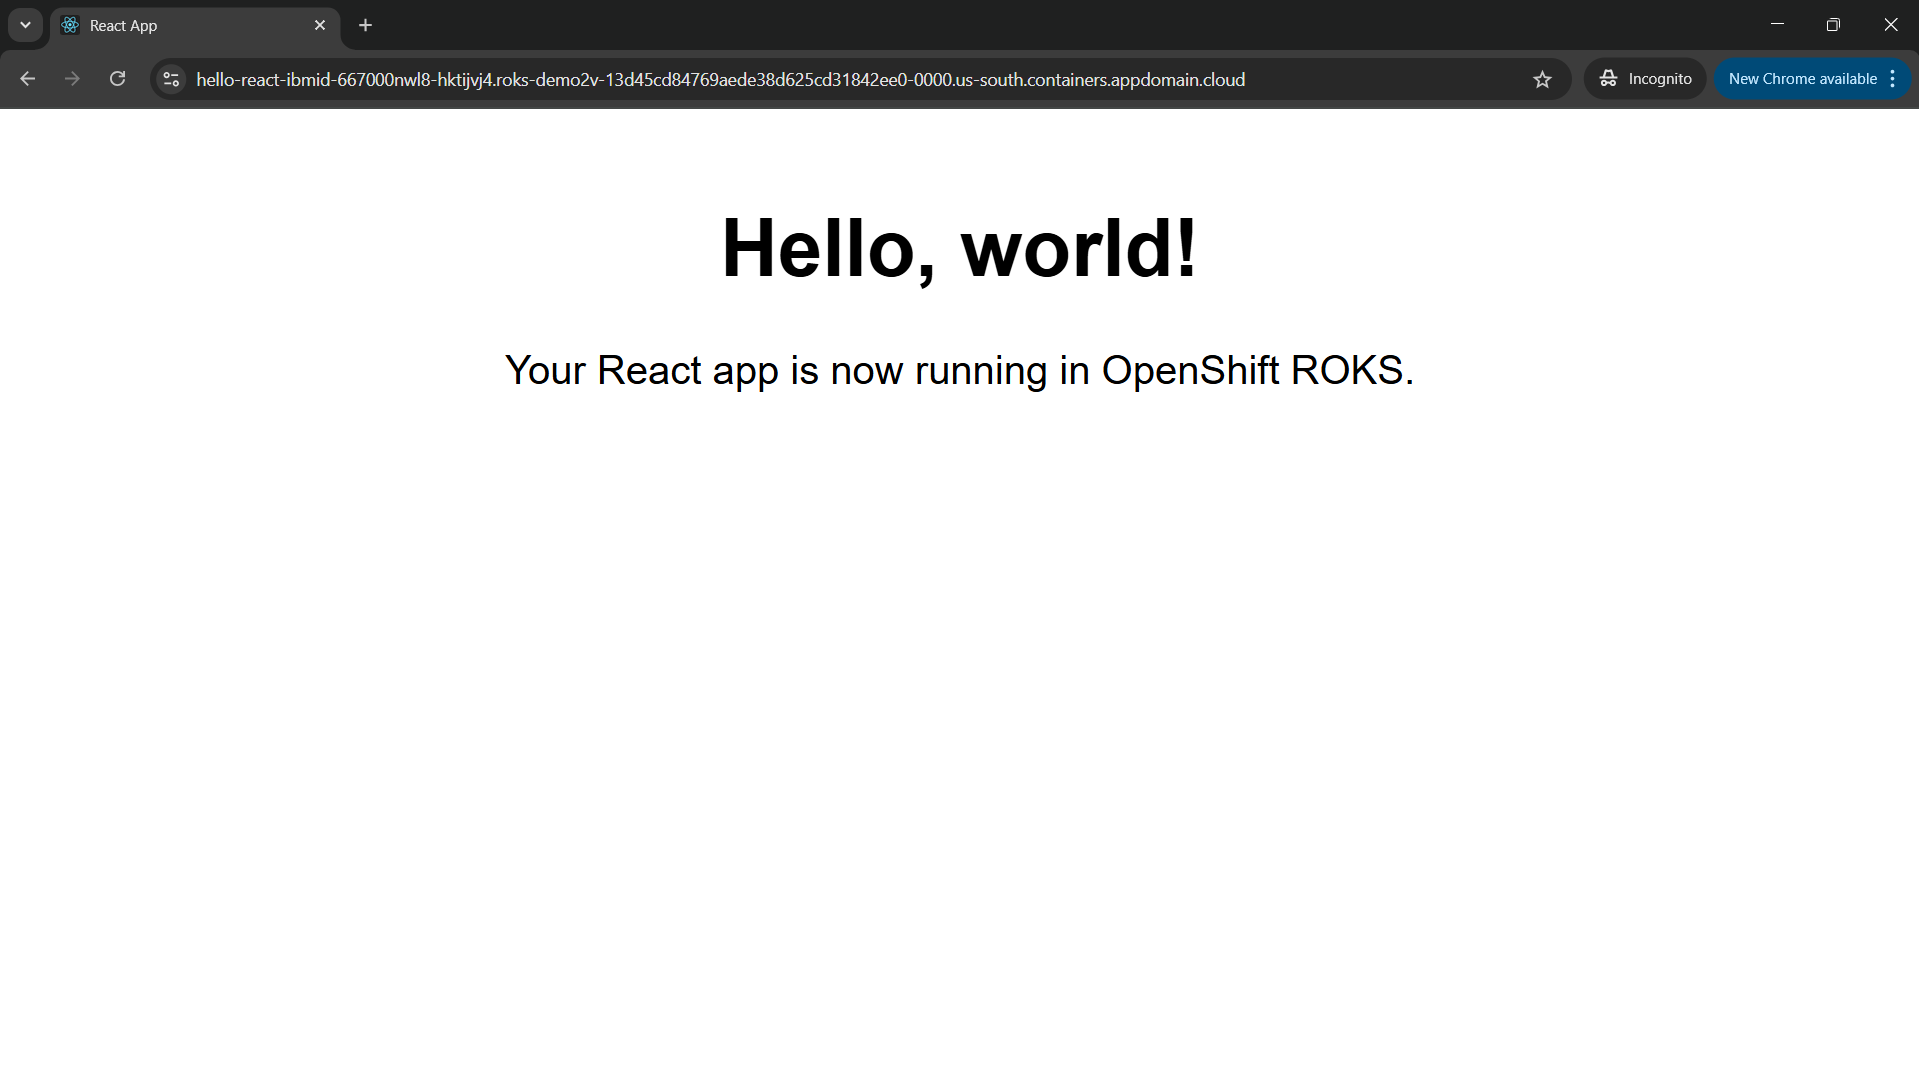 React App
hello-react-ibmid-667000nwl8-hktijvj4.roks-demo2v-13d45cd84769aede38d625cd31842ee0-0000.us-south.containers.appdomain.cloud
Incognito
New Chrome available
Hello, world!
Your React app is now running in OpenShift ROKS.